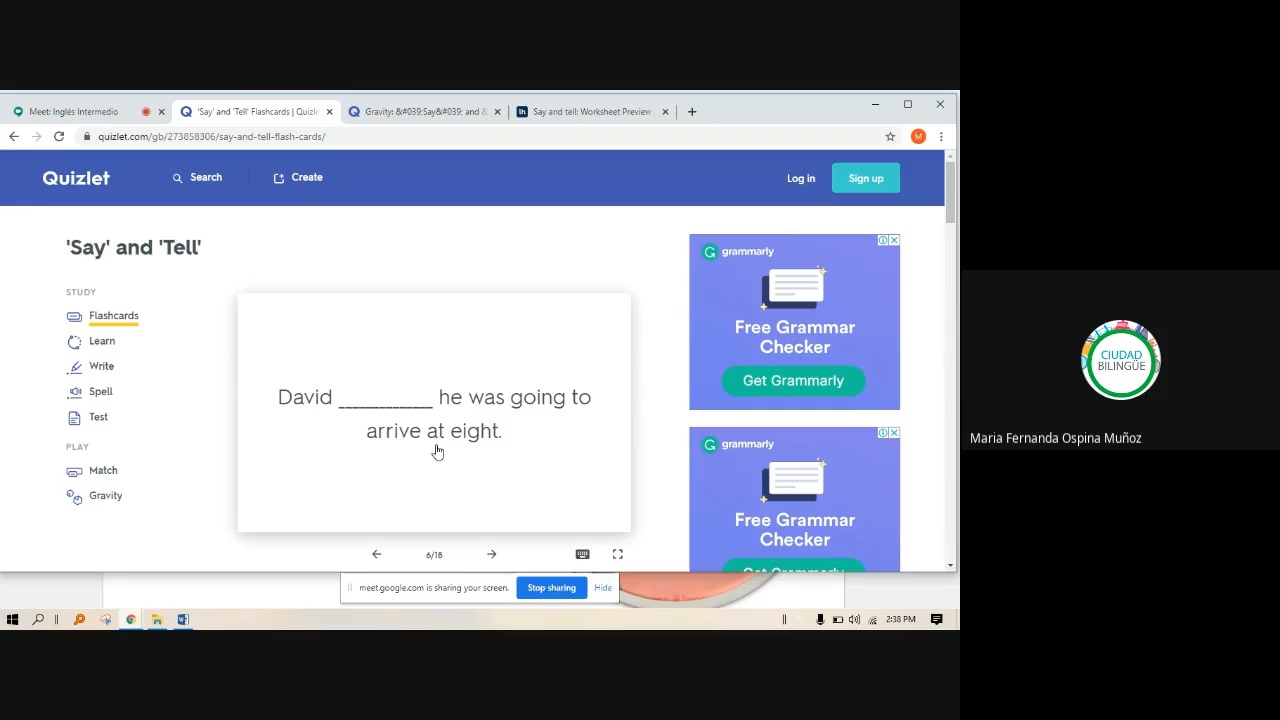 Meet: Inglés Intermedio
'Say' and 'Tell' Flashcards | Quizle
Gravity: &#039;Say&#039; and &
Say and tell: Worksheet Preview
quizlet.com/gb/273858306/say-and-tell-flash-cards/
M
Quizlet
Search
Create
Log in
Sign up
'Say' and 'Tell'
STUDY
Flashcards
Learn
Write
Spell
Test
PLAY
Match
Gravity
David ______________ he was going to
arrive at eight.
6/18
grammarly
Free Grammar
Checker
Get Grammarly
grammarly
Free Grammar
Checker
Get Grammarly
meet.google.com is sharing your screen.
Stop sharing
Hide
2:38 PM
CIUDAD
BILINGÜE
Maria Fernanda Ospina Muñoz